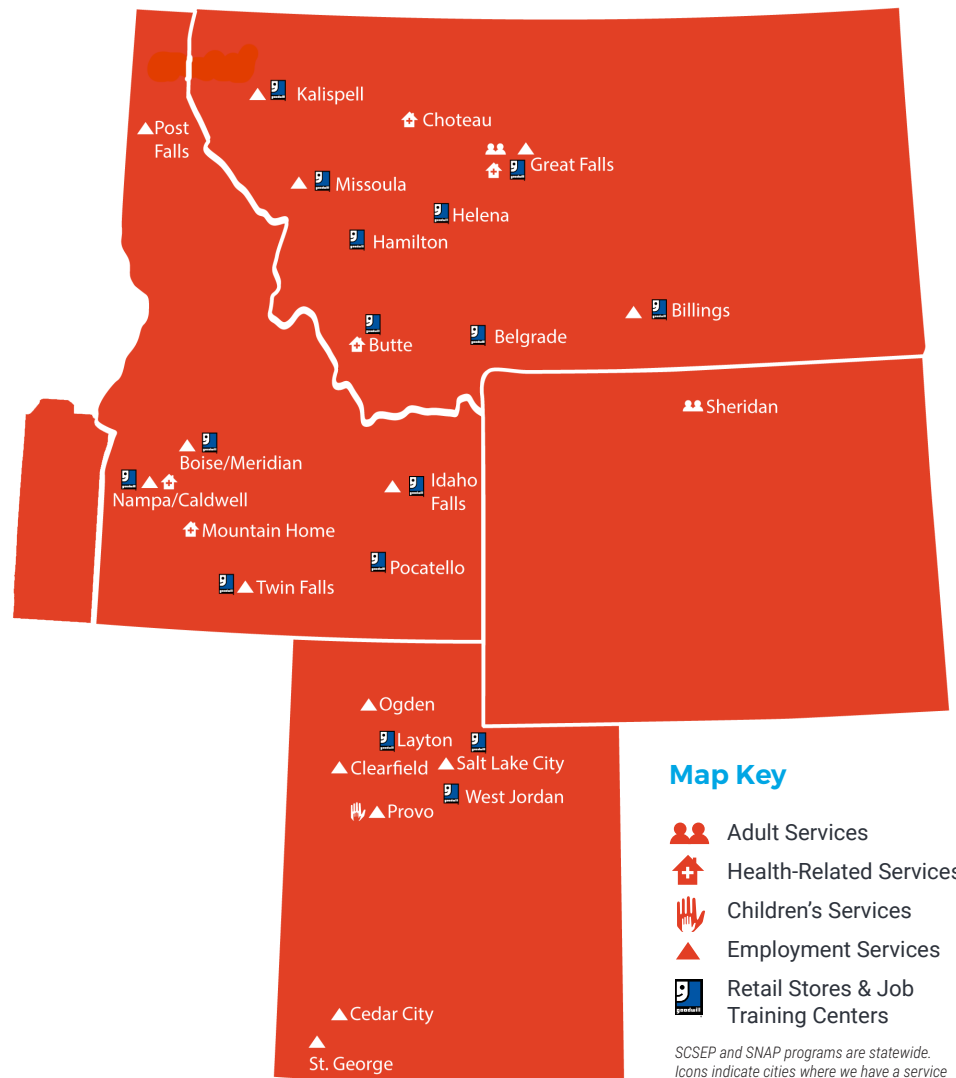 Kalispell
Choteau
Post
Falls
Great Falls
Missoula
Helena
Hamilton
Billings
Butte
Belgrade
Sheridan
Boise/Meridian
Idaho
Falls
Nampa/Caldwell
Mountain Home
Pocatello
Twin Falls
Ogden
Layton
Clearfield
Salt Lake City
West Jordan
Provo
Cedar City
St. George
Map Key
Adult Services
Health-Related Services
Children's Services
Employment Services
goodwill
Retail Stores & Job
Training Centers
SCSEP and SNAP programs are statewide.
Icons indicate cities where we have a service